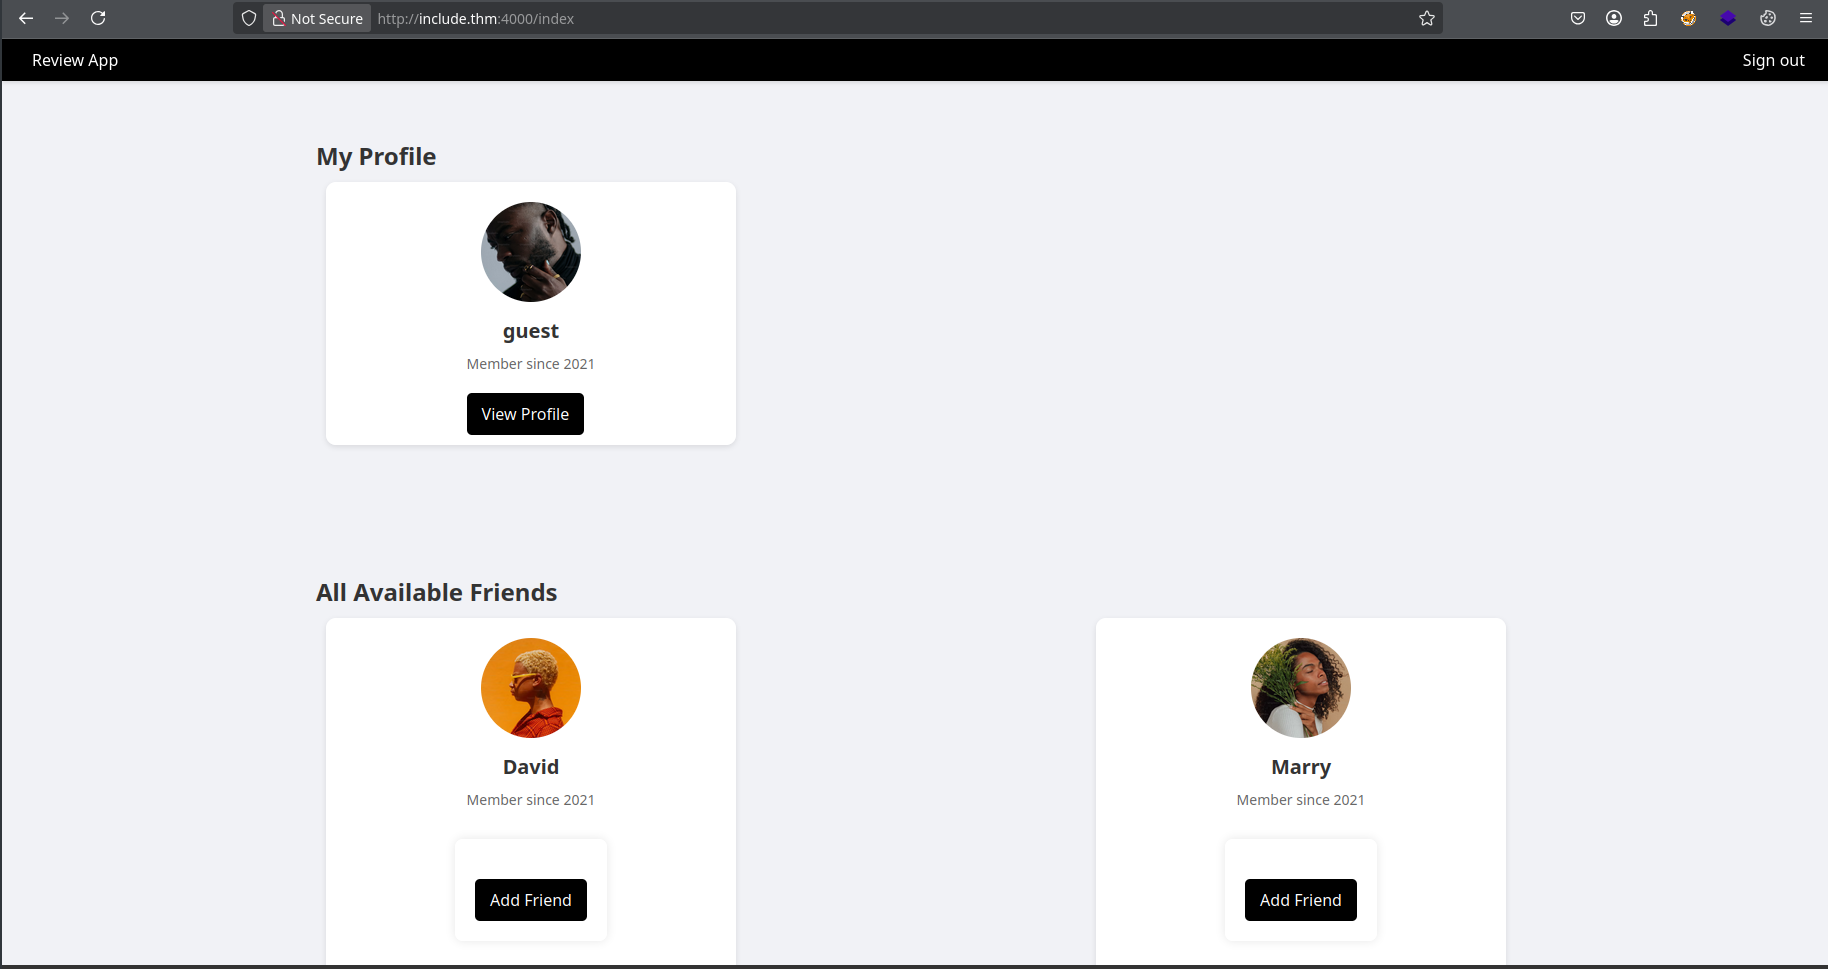 Not Secure http://include.thm:4000/index
Review App Sign out
My Profile
guest
Member since 2021
View Profile
All Available Friends
David Marry
Member since 2021 Member since 2021
Add Friend Add Friend